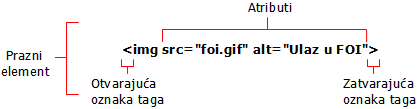 Atributi
Prazni
element
<img src="foi.gif" alt="Ulaz u FOI">
Otvarajuća
oznaka taga
Zatvarajuća
oznaka taga